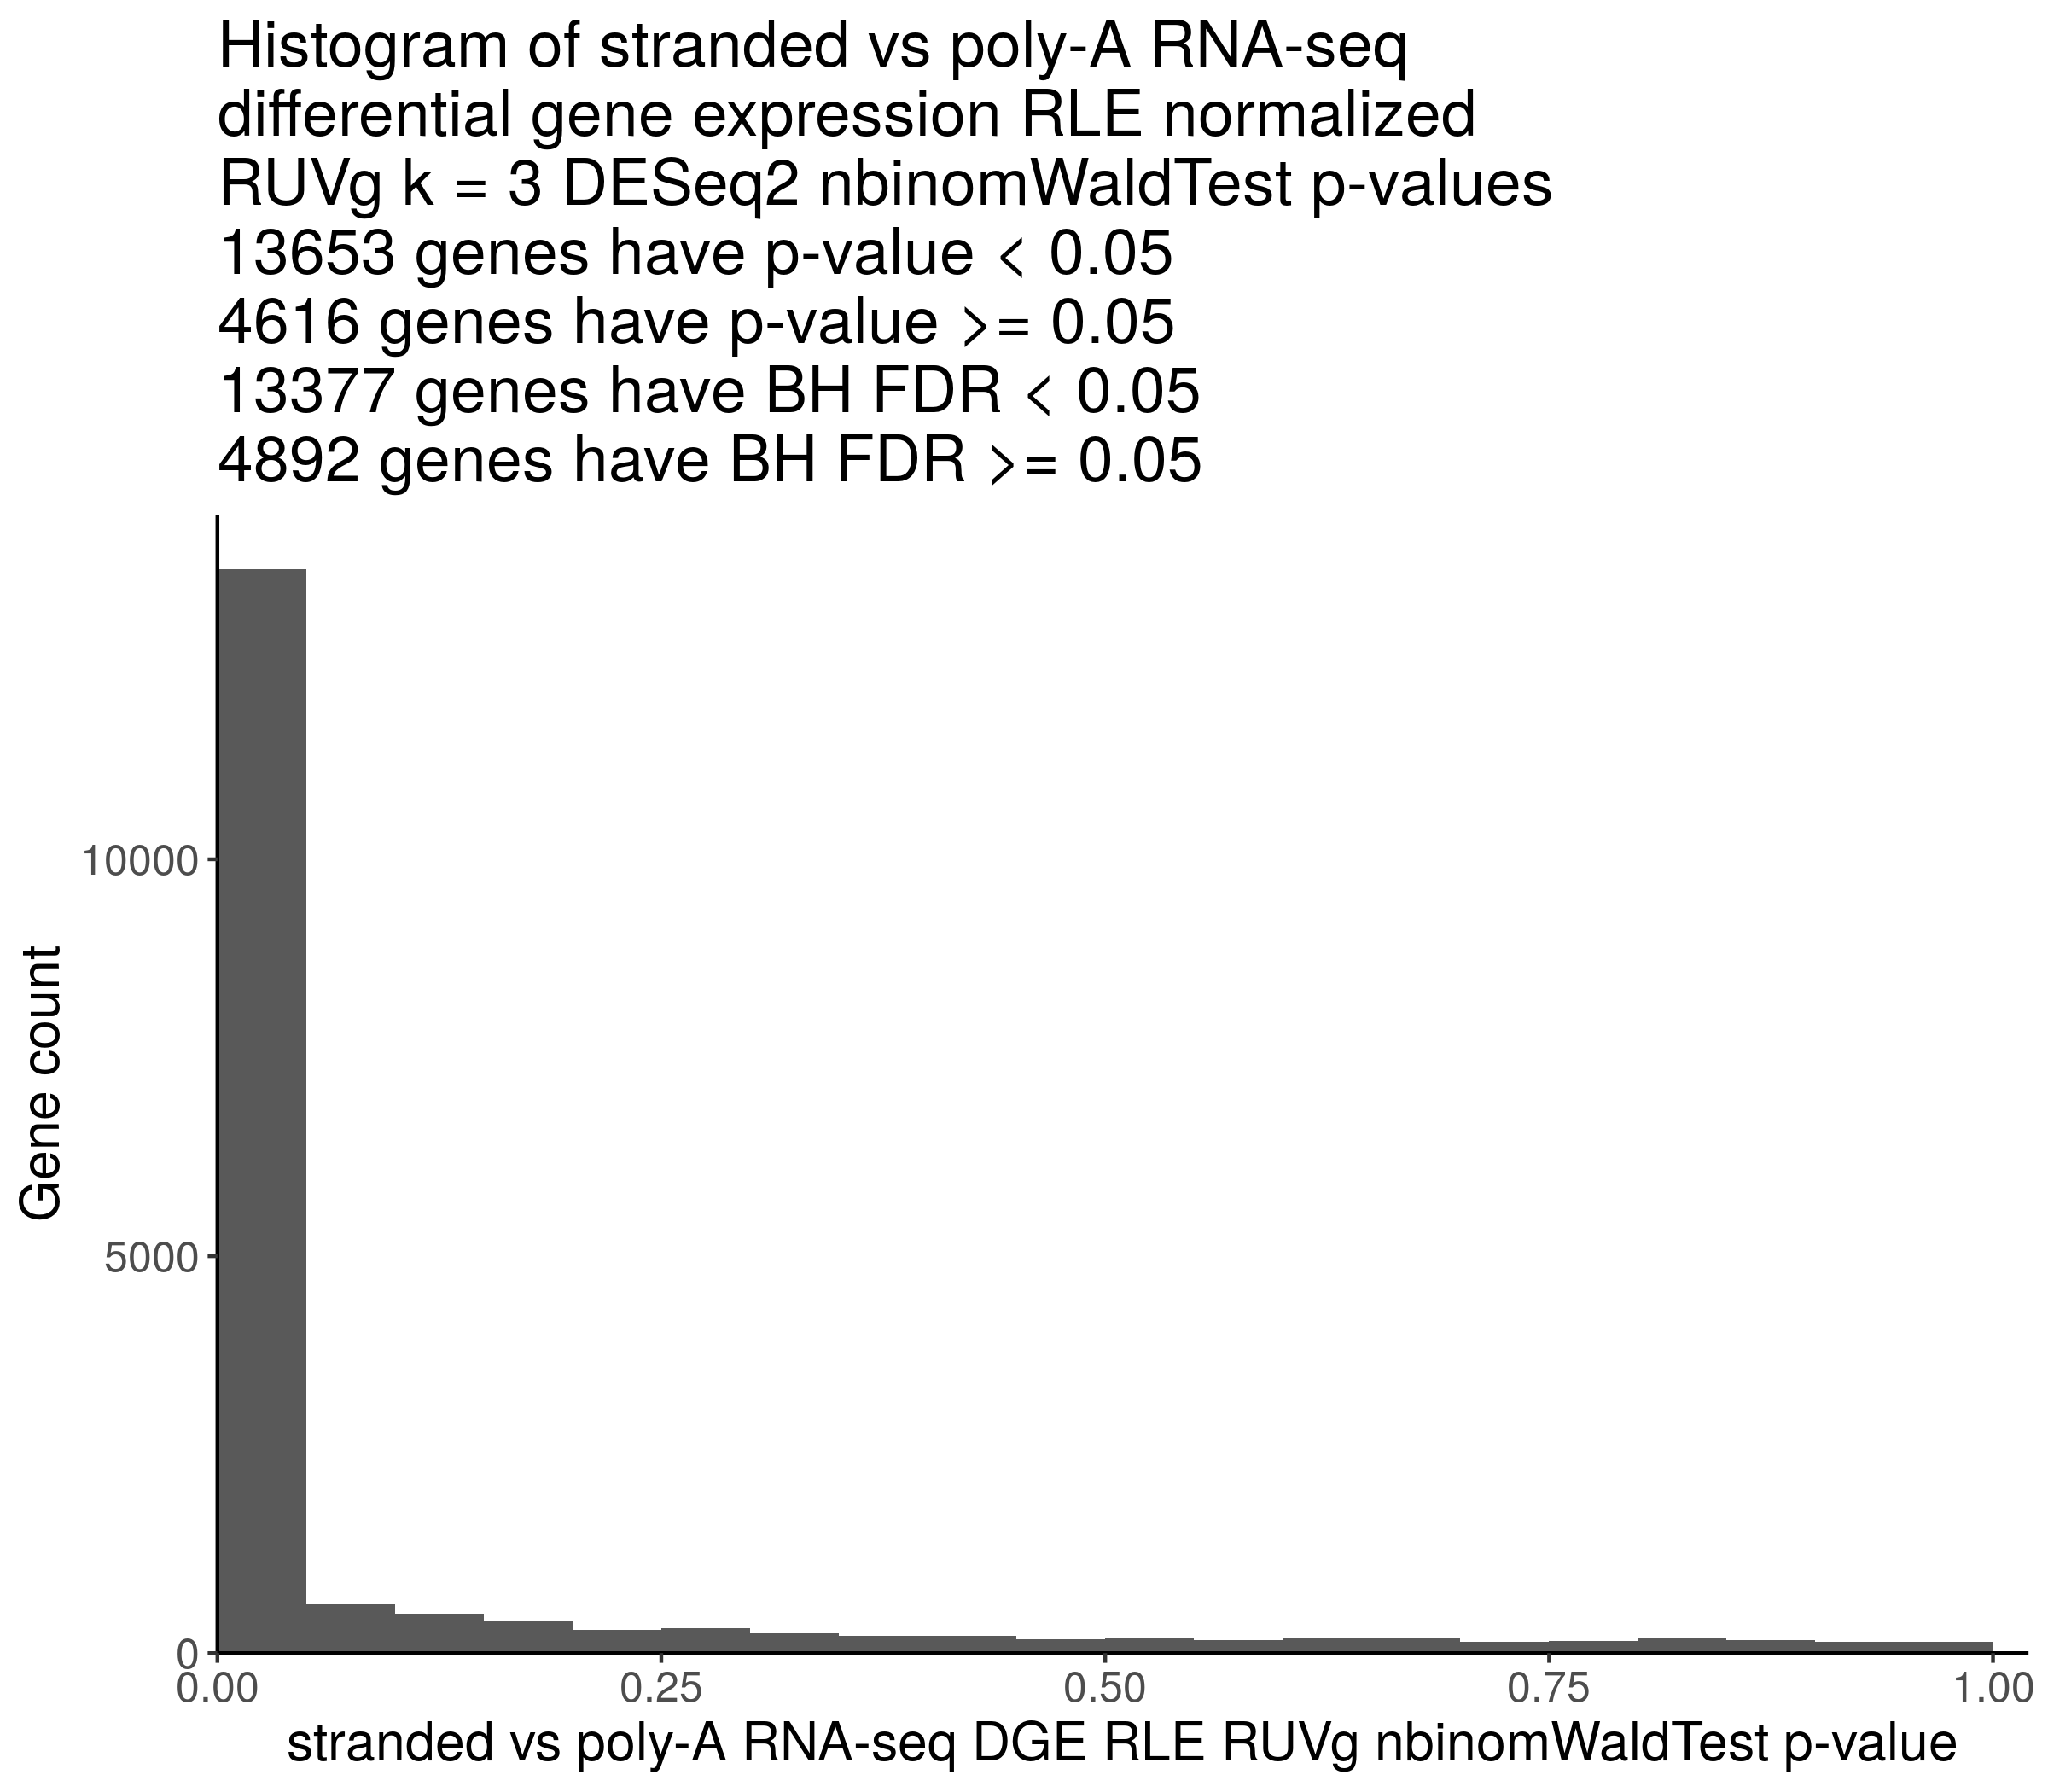 Histogram of stranded vs poly-A RNA-seq
differential gene expression RLE normalized
RUVg k = 3 DESeq2 nbinomWaldTest p-values
13653 genes have p-value < 0.05
4616 genes have p-value >= 0.05
13377 genes have BH FDR < 0.05
4892 genes have BH FDR >= 0.05
Gene count
10000
5000
0
0.00
0.25
0.50
0.75
1.00
stranded vs poly-A RNA-seq DGE RLE RUVg nbinomWaldTest p-value